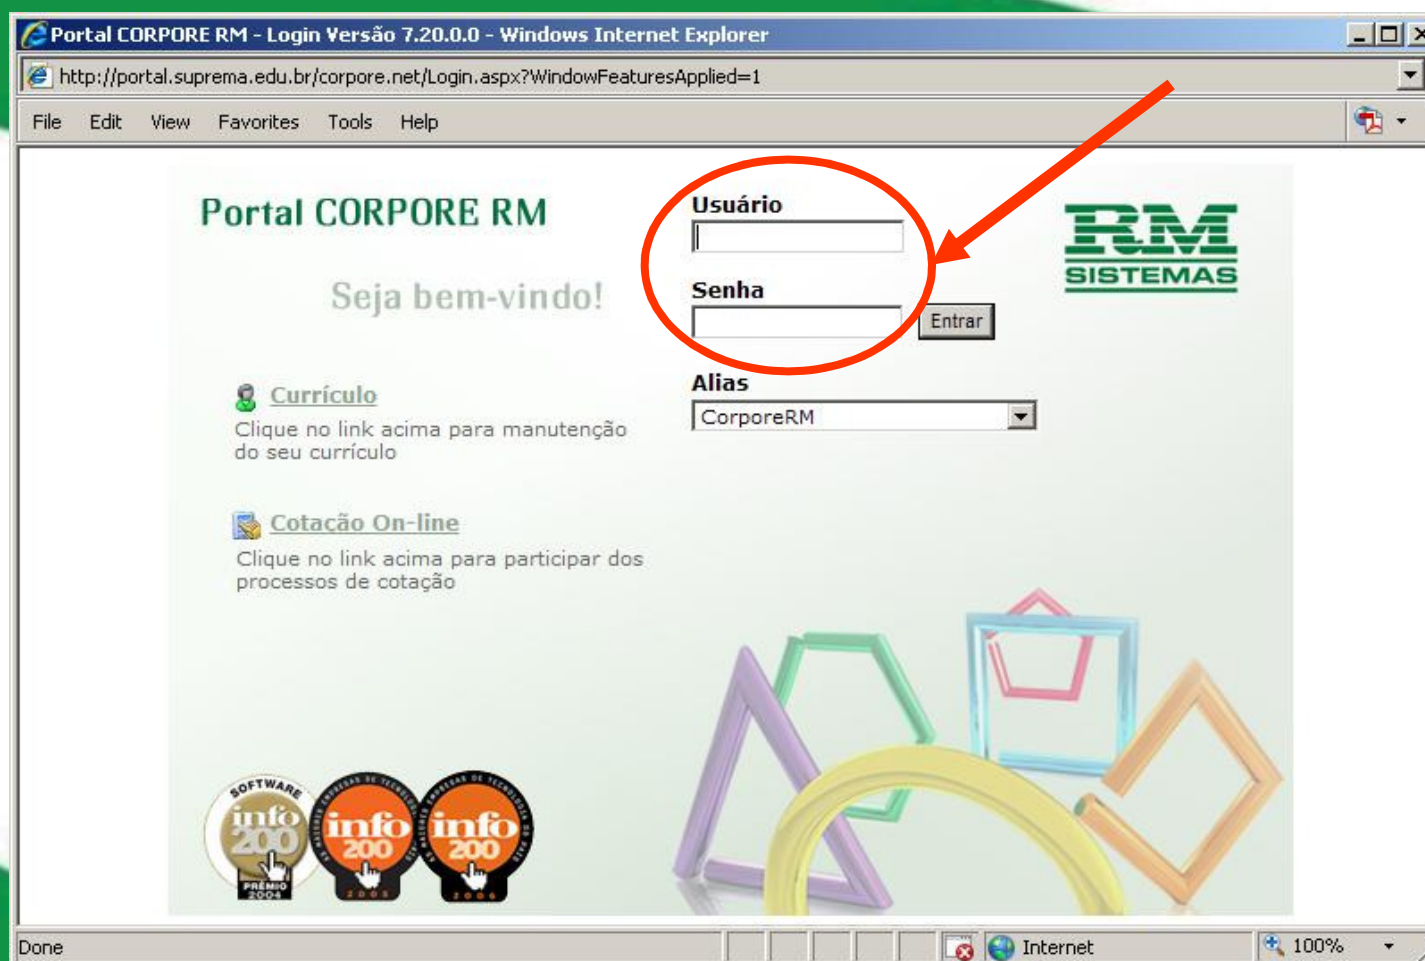 Portal CORPORE RM - Login Versão 7.20.0.0 - Windows Internet Explorer
http://portal.suprema.edu.br/corpore.net/Login.aspx?WindowFeaturesApplied=1
File Edit View Favorites Tools Help
Portal CORPORE RM
Seja bem-vindo!
Usuário
Senha
Entrar
Alias
CorporeRM
RM
SISTEMAS
Currículo
Clique no link acima para manutenção
do seu currículo
Cotação On-line
Clique no link acima para participar dos
processos de cotação
SOFTWARE
info
200
PRÊMIO
2004
info
200
2005
info
200
2006
Done
Internet
100%